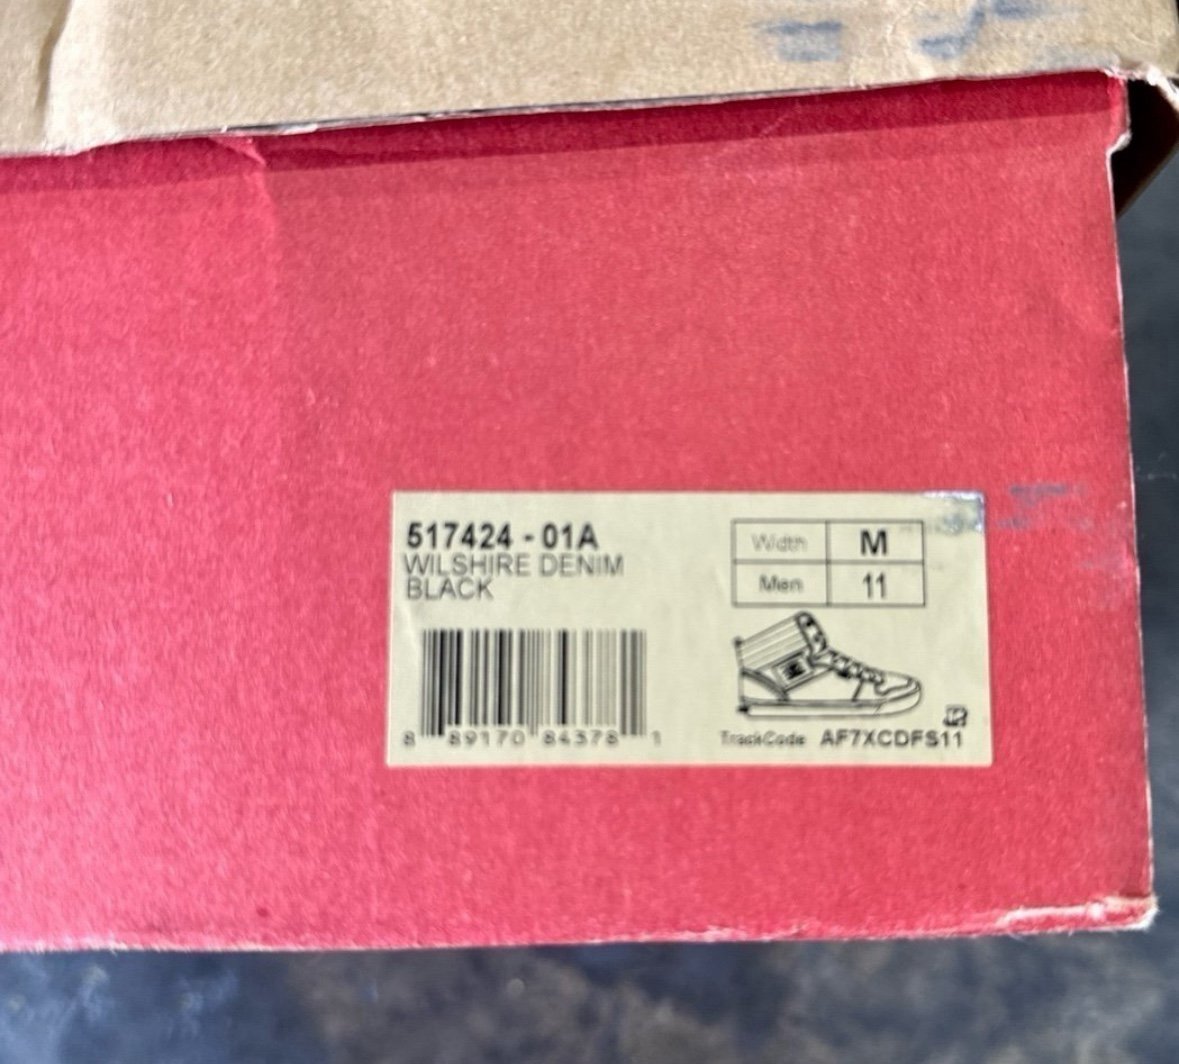 517424 - 01A
WILSHIRE DENIM
BLACK
Width M
Men 11
8 89170 84378 1
TrackCode AF7XCDFS11